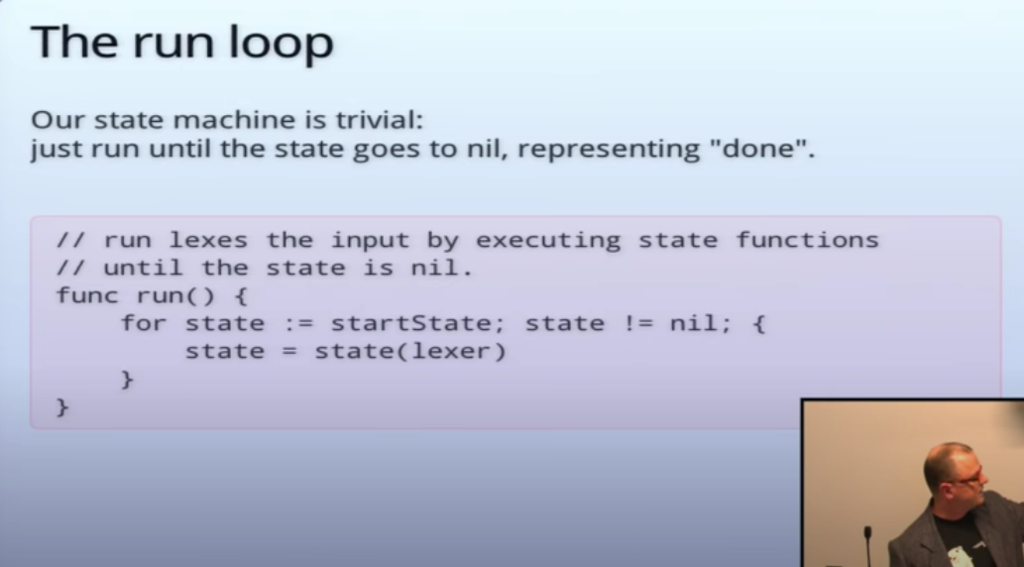 The run loop
Our state machine is trivial:
just run until the state goes to nil, representing "done".
// run lexes the input by executing state functions
// until the state is nil.
func run() {
    for state := startState; state != nil; {
        state = state(lexer)
    }
}